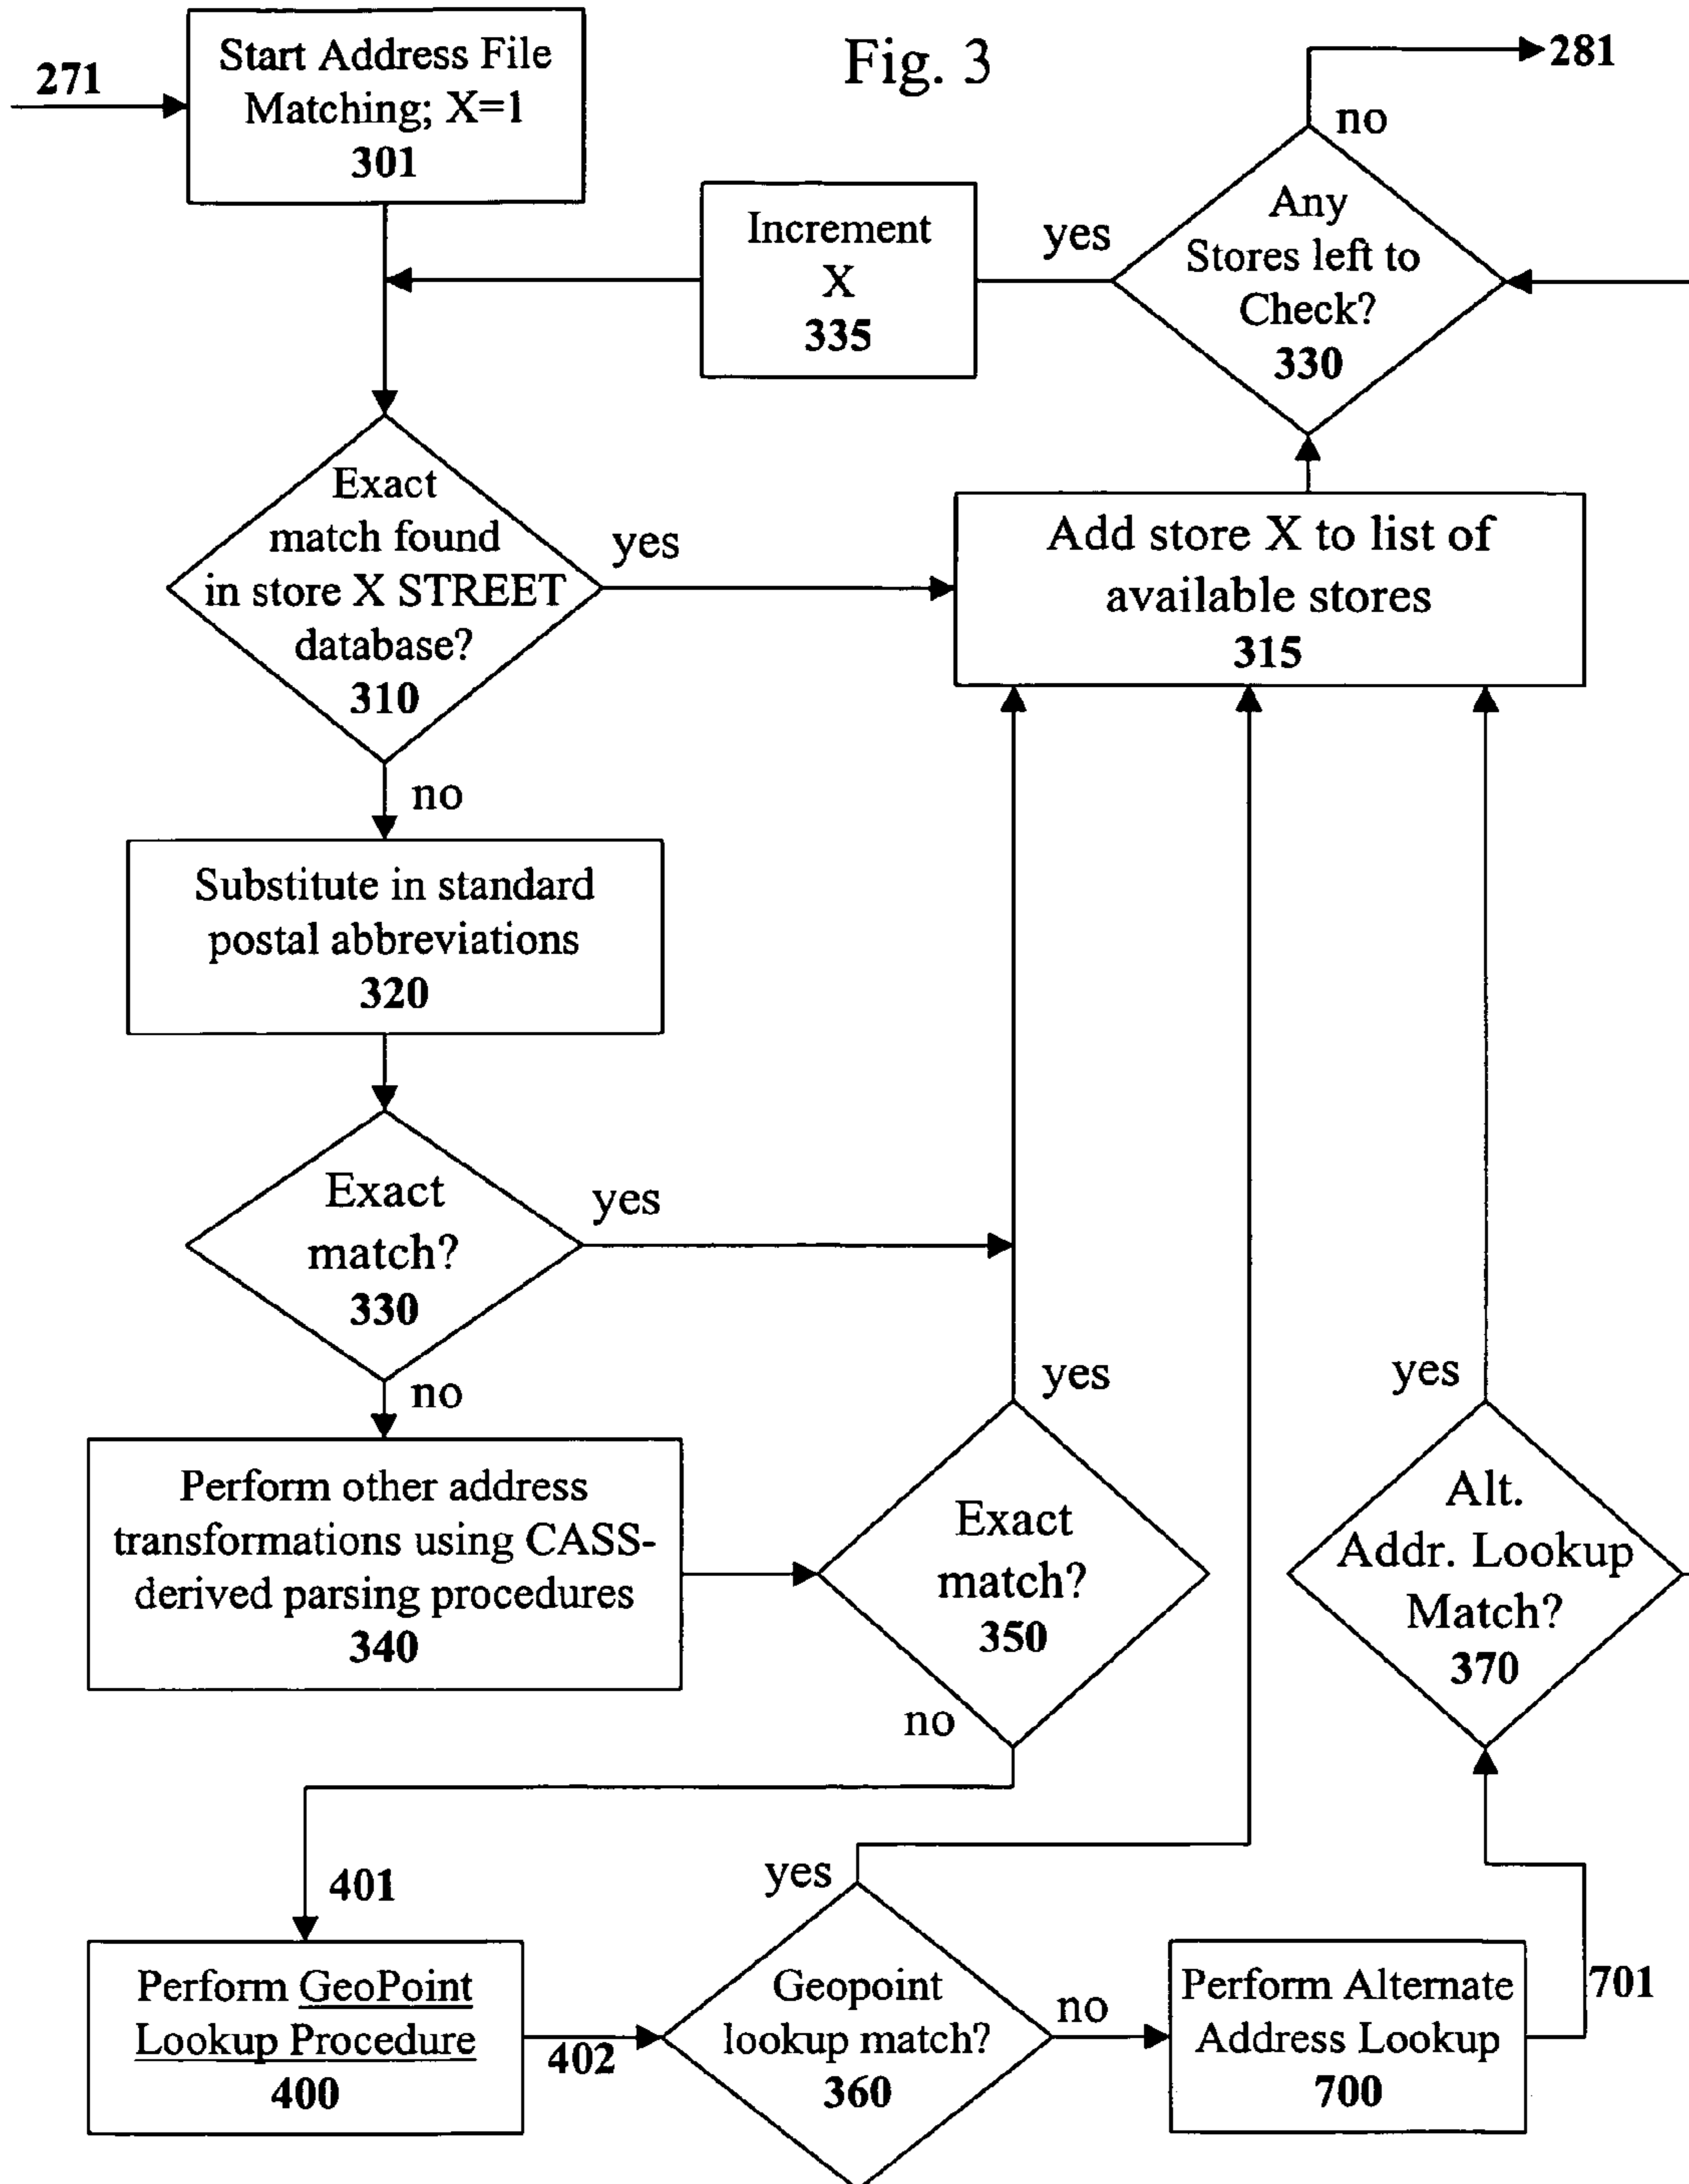 Fig. 3
271
Start Address File
Matching; X=1
301
281
no
Any
Stores left to
Check?
330
yes
Increment
X
335
Exact
match found
in store X STREET
database?
310
yes
Add store X to list of
available stores
315
no
Substitute in standard
postal abbreviations
320
Exact
match?
330
yes
no
Perform other address
transformations using CASS-
derived parsing procedures
340
yes
Exact
match?
350
no
yes
Alt.
Addr. Lookup
Match?
370
401
Perform GeoPoint
Lookup Procedure
400
402
yes
Geopoint
lookup match?
360
no
Perform Alternate
Address Lookup
700
701